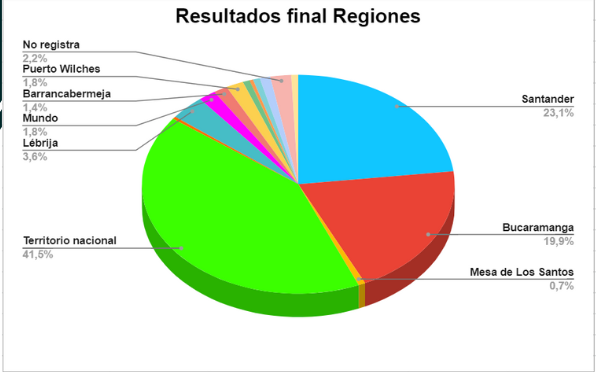 Resultados final Regiones
No registra
2,2%
Puerto Wilches
1,8%
Barrancabermeja
1,4%
Mundo
1,8%
Lébrija
3,6%
Territorio nacional
41,5%
Santander
23,1%
Bucaramanga
19,9%
Mesa de Los Santos
0,7%